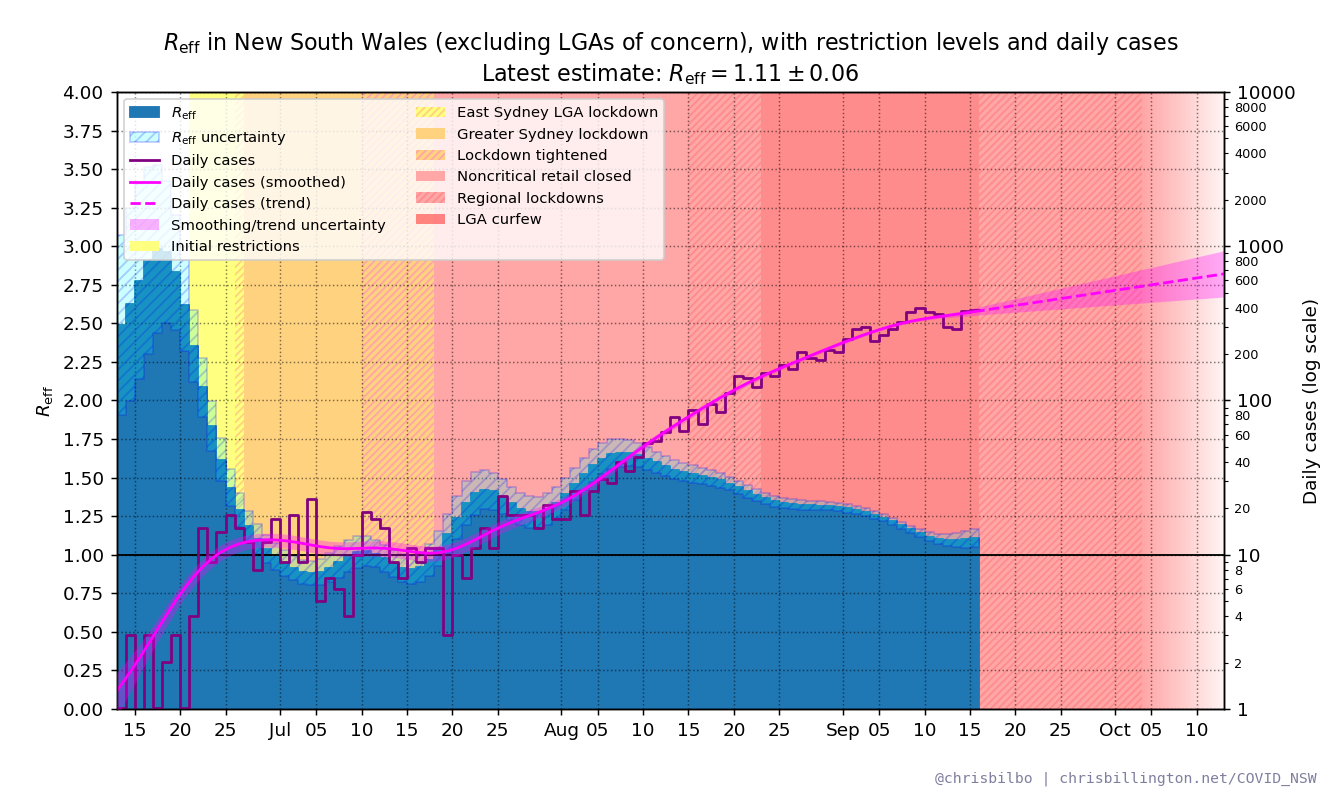 Reff in New South Wales (excluding LGAs of concern), with restriction levels and daily cases
Latest estimate: Reff = 1.11 ± 0.06
Reff
Reff uncertainty
Daily cases
Daily cases (smoothed)
Daily cases (trend)
Smoothing/trend uncertainty
Initial restrictions
East Sydney LGA lockdown
Greater Sydney lockdown
Lockdown tightened
Noncritical retail closed
Regional lockdowns
LGA curfew
Reff
4.00
3.75
3.50
3.25
3.00
2.75
2.50
2.25
2.00
1.75
1.50
1.25
1.00
0.75
0.50
0.25
0.00
15 20 25 Jul 05 10 15 20 25 Aug 05 10 15 20 25 Sep 05 10 15 20 25 Oct 05 10
10000
8000
6000
4000
2000
1000
800
600
400
200
100
80
60
40
20
10
8
6
4
2
1
Daily cases (log scale)
@chrisbilbo | chrisbillington.net/COVID_NSW